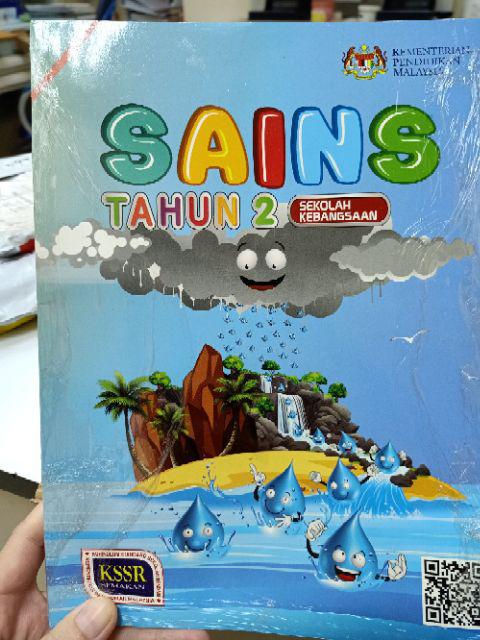 KEMENTERIAN
PENDIDIKAN
MALAYSIA
SAINS
TAHUN 2
SEKOLAH
KEBANGSAAN
KSSR
SEMAKAN